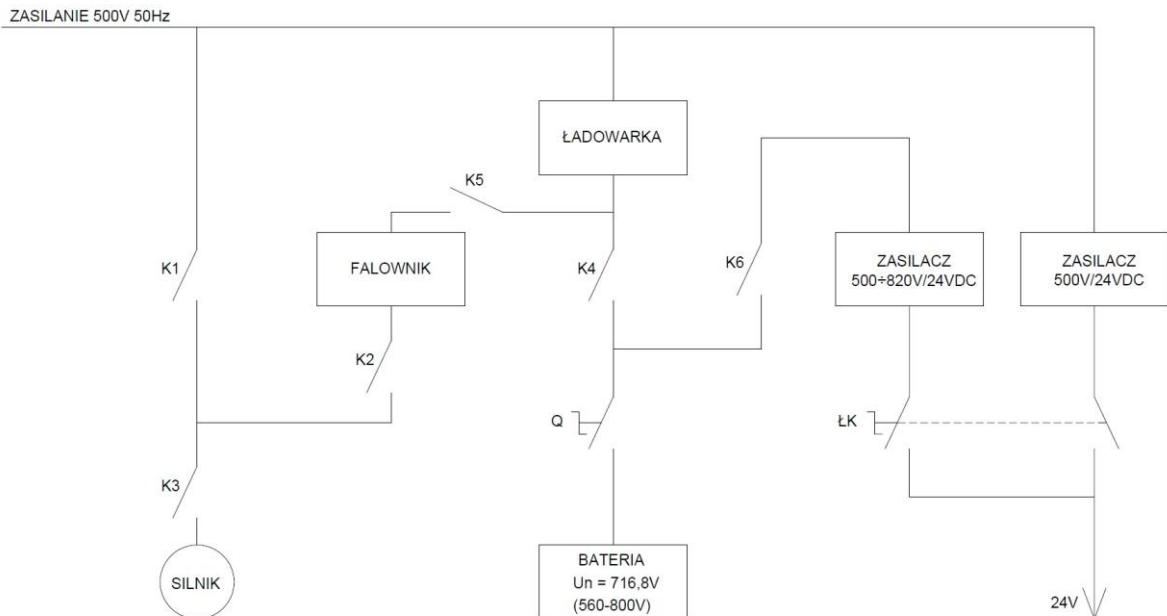 ZASILANIE 500V 50Hz
ŁADOWARKA
K5
K1
FALOWNIK
K4
K6
ZASILACZ
500÷820V/24VDC
ZASILACZ
500V/24VDC
K2
Q
ŁK
K3
SILNIK
BATERIA
Un = 716,8V
(560-800V)
24V